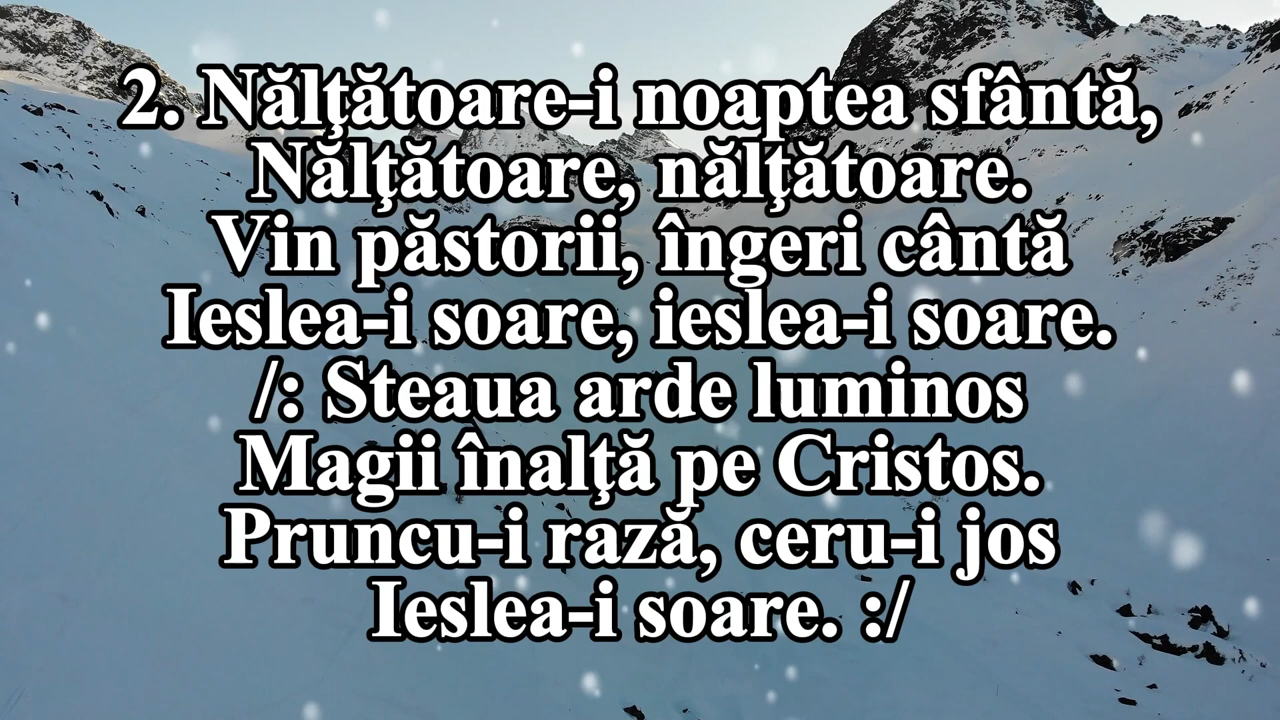 2. Nălţătoare-i noaptea sfântă,
Nălţătoare, nălţătoare.
Vin păstorii, îngeri cântă
Ieslea-i soare, ieslea-i soare.
/: Steaua arde luminos
Magii înalţă pe Cristos.
Pruncu-i rază, ceru-i jos
Ieslea-i soare. :/